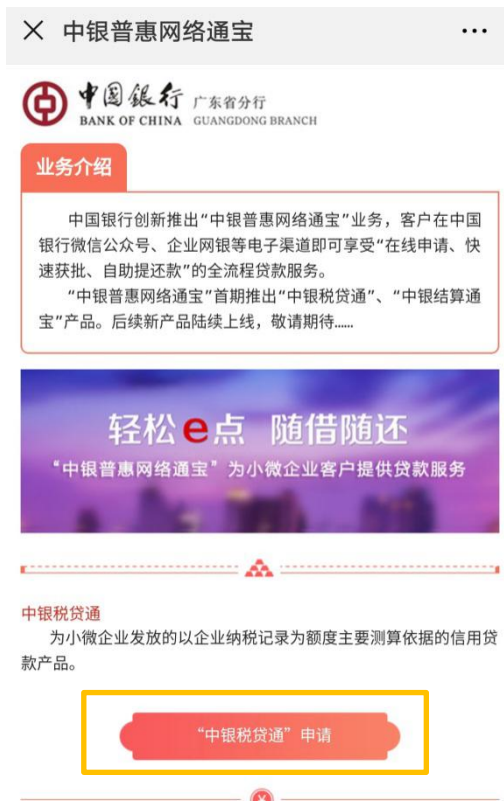 中银普惠网络通宝
中国银行 广东省分行
BANK OF CHINA GUANGDONG BRANCH
业务介绍
中国银行创新推出“中银普惠网络通宝”业务，客户在中国
银行微信公众号、企业网银等电子渠道即可享受“在线申请、快
速获批、自助提还款”的全流程贷款服务。
“中银普惠网络通宝”首期推出“中银税贷通”、“中银结算通
宝”产品。后续新产品陆续上线，敬请期待......
轻松e点 随借随还
“中银普惠网络通宝”为小微企业客户提供贷款服务
中银税贷通
为小微企业发放的以企业纳税记录为额度主要测算依据的信用贷
款产品。
“中银税贷通”申请